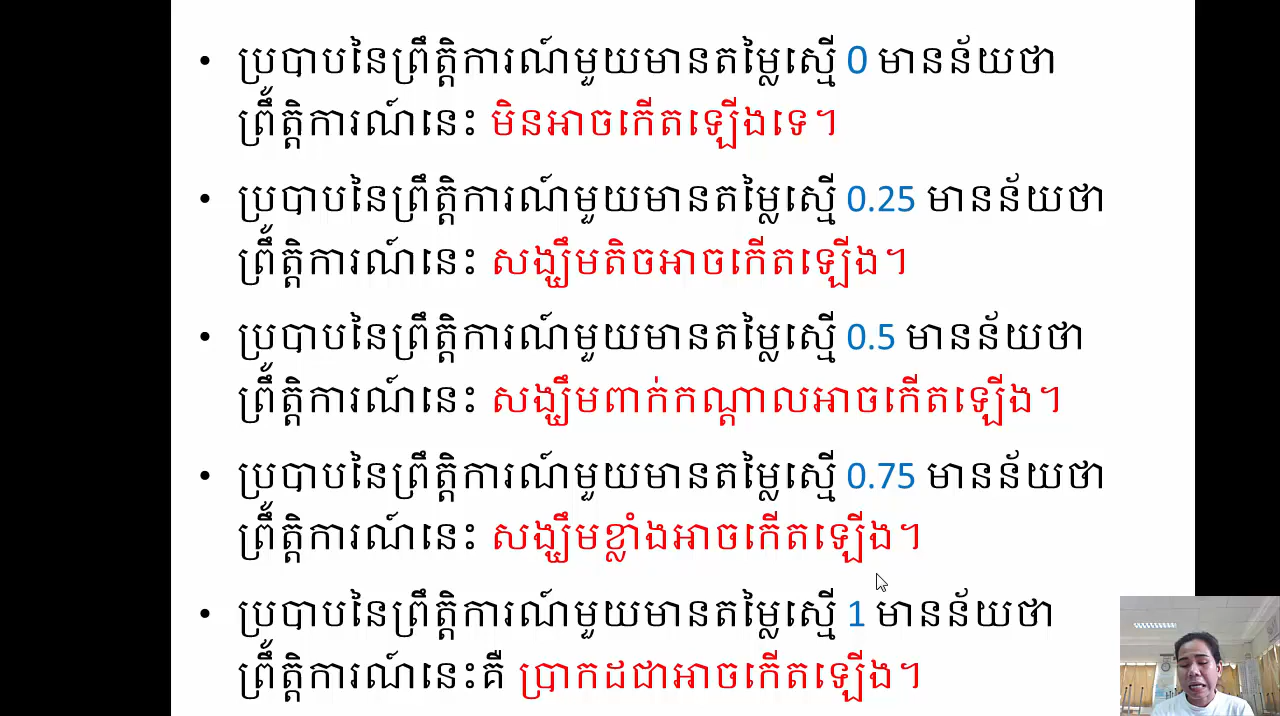 • ប្រូបាបនៃព្រឹត្តិការណ៍មួយមានតម្លៃស្មើ 0 មានន័យថា
ព្រឹត្តិការណ៍នេះ មិនអាចកើតឡើងទេ។
• ប្រូបាបនៃព្រឹត្តិការណ៍មួយមានតម្លៃស្មើ 0.25 មានន័យថា
ព្រឹត្តិការណ៍នេះ សង្ឃឹមតិចអាចកើតឡើង។
• ប្រូបាបនៃព្រឹត្តិការណ៍មួយមានតម្លៃស្មើ 0.5 មានន័យថា
ព្រឹត្តិការណ៍នេះ សង្ឃឹមពាក់កណ្តាលអាចកើតឡើង។
• ប្រូបាបនៃព្រឹត្តិការណ៍មួយមានតម្លៃស្មើ 0.75 មានន័យថា
ព្រឹត្តិការណ៍នេះ សង្ឃឹមខ្លាំងអាចកើតឡើង។
• ប្រូបាបនៃព្រឹត្តិការណ៍មួយមានតម្លៃស្មើ 1 មានន័យថា
ព្រឹត្តិការណ៍នេះគឺ ប្រាកដជាអាចកើតឡើង។